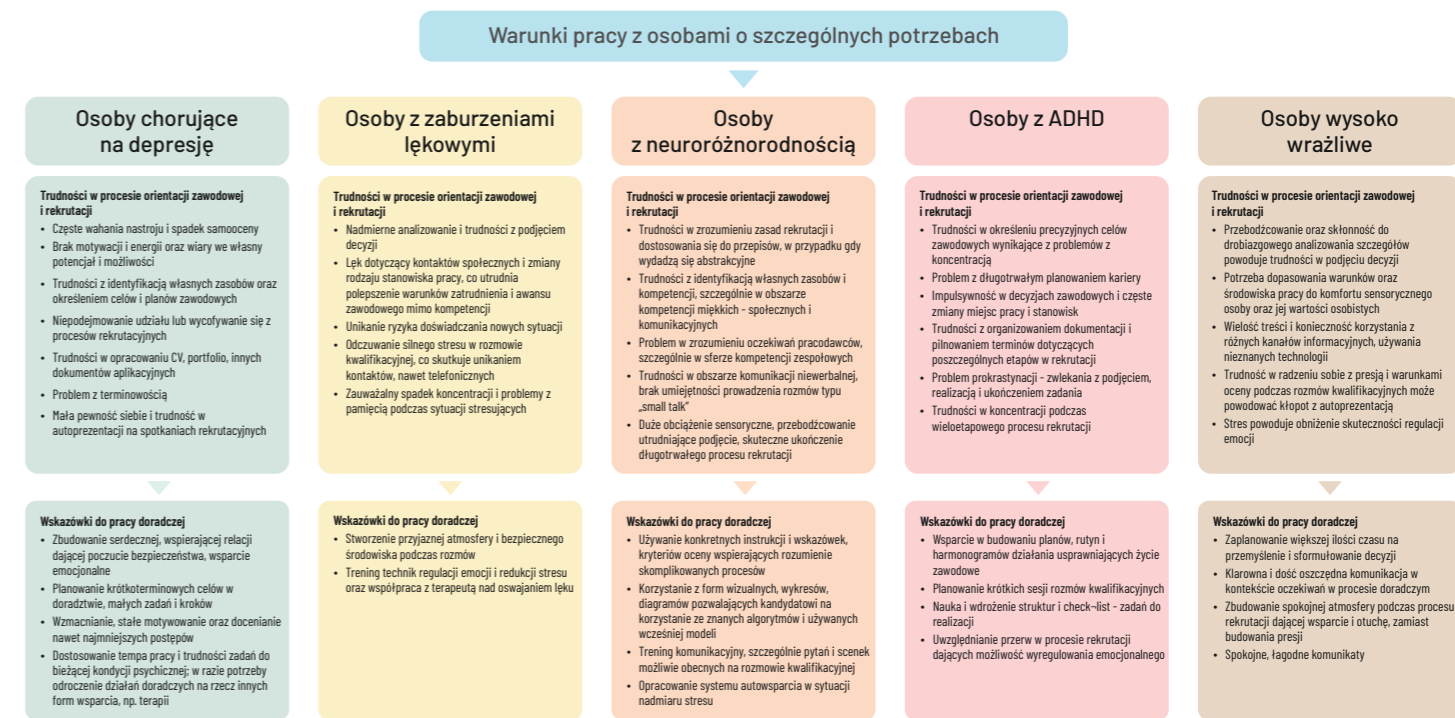 Warunki pracy z osobami o szczególnych potrzebach
Osoby chorujące
na depresję
Trudności w procesie orientacji zawodowej
i rekrutacji
• Częste wahania nastroju i spadek samooceny
• Brak motywacji i energii oraz wiary we własny
potencjał i możliwości
• Trudności z identyfikacją własnych zasobów oraz
określeniem celów i planów zawodowych
• Niepodejmowanie udziału lub wycofywanie się z
procesów rekrutacyjnych
• Trudności w opracowaniu CV, portfolio, innych
dokumentów aplikacyjnych
• Problem z terminowością
• Mała pewność siebie i trudność w
autoprezentacji na spotkaniach rekrutacyjnych
Wskazówki do pracy doradczej
• Zbudowanie serdecznej, wspierającej relacji
dającej poczucie bezpieczeństwa, wsparcie
emocjonalne
• Planowanie krótkoterminowych celów w
doradztwie, małych zadań i kroków
• Wzmacnianie, stałe motywowanie oraz docenianie
nawet najmniejszych postępów
• Dostosowanie tempa pracy i trudności zadań do
bieżącej kondycji psychicznej; w razie potrzeby
odroczenie działań doradczych na rzecz innych
form wsparcia, np. terapii
Osoby z zaburzeniami
lękowymi
Trudności w procesie orientacji zawodowej
i rekrutacji
• Nadmierne analizowanie i trudności z podjęciem
decyzji
• Lęk dotyczący kontaktów społecznych i zmiany
rodzaju stanowiska pracy, co utrudnia
polepszenie warunków zatrudnienia i awansu
zawodowego mimo kompetencji
• Unikanie ryzyka doświadczania nowych sytuacji
• Odczuwanie silnego stresu w rozmowie
kwalifikacyjnej, co skutkuje unikaniem
kontaktów, nawet telefonicznych
• Zauważalny spadek koncentracji i problemy z
pamięcią podczas sytuacji stresujących
Wskazówki do pracy doradczej
• Stworzenie przyjaznej atmosfery i bezpiecznego
środowiska podczas rozmów
• Trening technik regulacji emocji i redukcji stresu
oraz współpraca z terapeutą nad oswajaniem lęku
Osoby
z neuroróżnorodnością
Trudności w procesie orientacji zawodowej
i rekrutacji
• Trudności w zrozumieniu zasad rekrutacji i
dostosowania się do przepisów, w przypadku gdy
wydadzą się abstrakcyjne
• Trudności z identyfikacją własnych zasobów i
kompetencji, szczególnie w obszarze
kompetencji miękkich - społecznych i
komunikacyjnych
• Problem w zrozumieniu oczekiwań pracodawców,
szczególnie w sferze kompetencji zespołowych
• Trudności w obszarze komunikacji niewerbalnej,
brak umiejętności prowadzenia rozmów typu
„small talk"
• Duże obciążenie sensoryczne, przebodźcowanie
utrudniające podjęcie, skuteczne ukończenie
długotrwałego procesu rekrutacji
Wskazówki do pracy doradczej
• Używanie konkretnych instrukcji i wskazówek,
kryteriów oceny wspierających rozumienie
skomplikowanych procesów
• Korzystanie z form wizualnych, wykresów,
diagramów pozwalających kandydatowi na
korzystanie ze znanych algorytmów i używanych
wcześniej modeli
• Trening komunikacyjny, szczególnie pytań i scenek
możliwie obecnych na rozmowie kwalifikacyjnej
• Opracowanie systemu autowsparcia w sytuacji
nadmiaru stresu
Osoby z ADHD
Trudności w procesie orientacji zawodowej
i rekrutacji
• Trudności w określeniu precyzyjnych celów
zawodowych wynikające z problemów z
koncentracją
• Problem z długotrwałym planowaniem kariery
• Impulsywność w decyzjach zawodowych i częste
zmiany miejsc pracy i stanowisk
• Trudności z organizowaniem dokumentacji i
pilnowaniem terminów dotyczących
poszczególnych etapów w rekrutacji
• Problem prokrastynacji - zwlekania z podjęciem,
realizacją i ukończeniem zadania
• Trudności w koncentracji podczas
wieloetapowego procesu rekrutacji
Wskazówki do pracy doradczej
• Wsparcie w budowaniu planów, rutyn i
harmonogramów działania usprawniających życie
zawodowe
• Planowanie krótkich sesji rozmów kwalifikacyjnych
• Nauka i wdrożenie struktur i check¬list - zadań do
realizacji
• Uwzględnianie przerw w procesie rekrutacji
dających możliwość wyregulowania emocjonalnego
Osoby wysoko
wrażliwe
Trudności w procesie orientacji zawodowej
i rekrutacji
• Przebodźcowanie oraz skłonność do
drobiazgowego analizowania szczegółów
powoduje trudności w podjęciu decyzji
• Potrzeba dopasowania warunków oraz
środowiska pracy do komfortu sensorycznego
osoby oraz jej wartości osobistych
• Wielość treści i konieczność korzystania z
różnych kanałów informacyjnych, używania
nieznanych technologii
• Trudność w radzeniu sobie z presją i warunkami
oceny podczas rozmów kwalifikacyjnych może
powodować kłopot z autoprezentacją
• Stres powoduje obniżenie skuteczności regulacji
emocji
Wskazówki do pracy doradczej
• Zaplanowanie większej ilości czasu na
przemyślenie i sformułowanie decyzji
• Klarowna i dość oszczędna komunikacja w
kontekście oczekiwań w procesie doradczym
• Zbudowanie spokojnej atmosfery podczas procesu
rekrutacji dającej wsparcie i otuchę, zamiast
budowania presji
• Spokojne, łagodne komunikaty